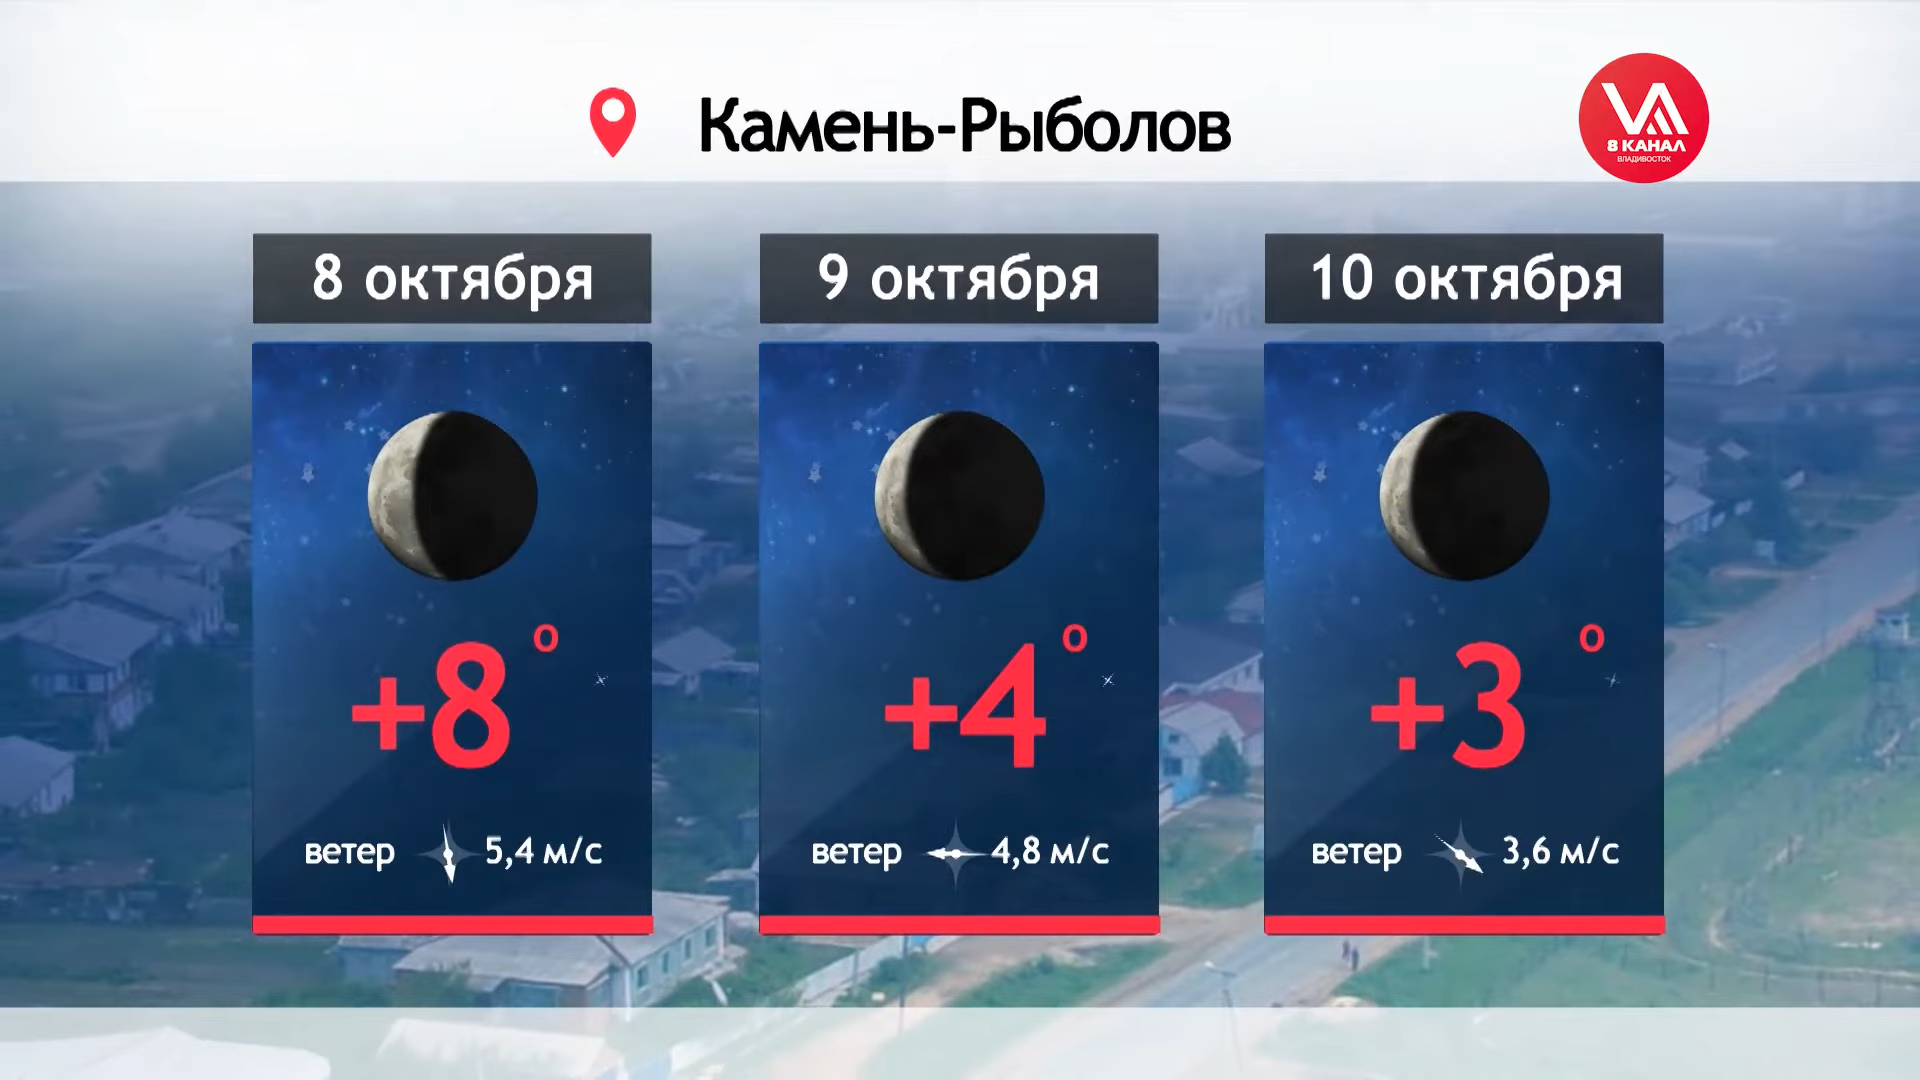 Камень-Рыболов
VA
8 КАНАЛ
ВЛАДИВОСТОК
8 октября
9 октября
10 октября
+8°
+4°
+3°
ветер 5,4 м/с
ветер 4,8 м/с
ветер 3,6 м/с